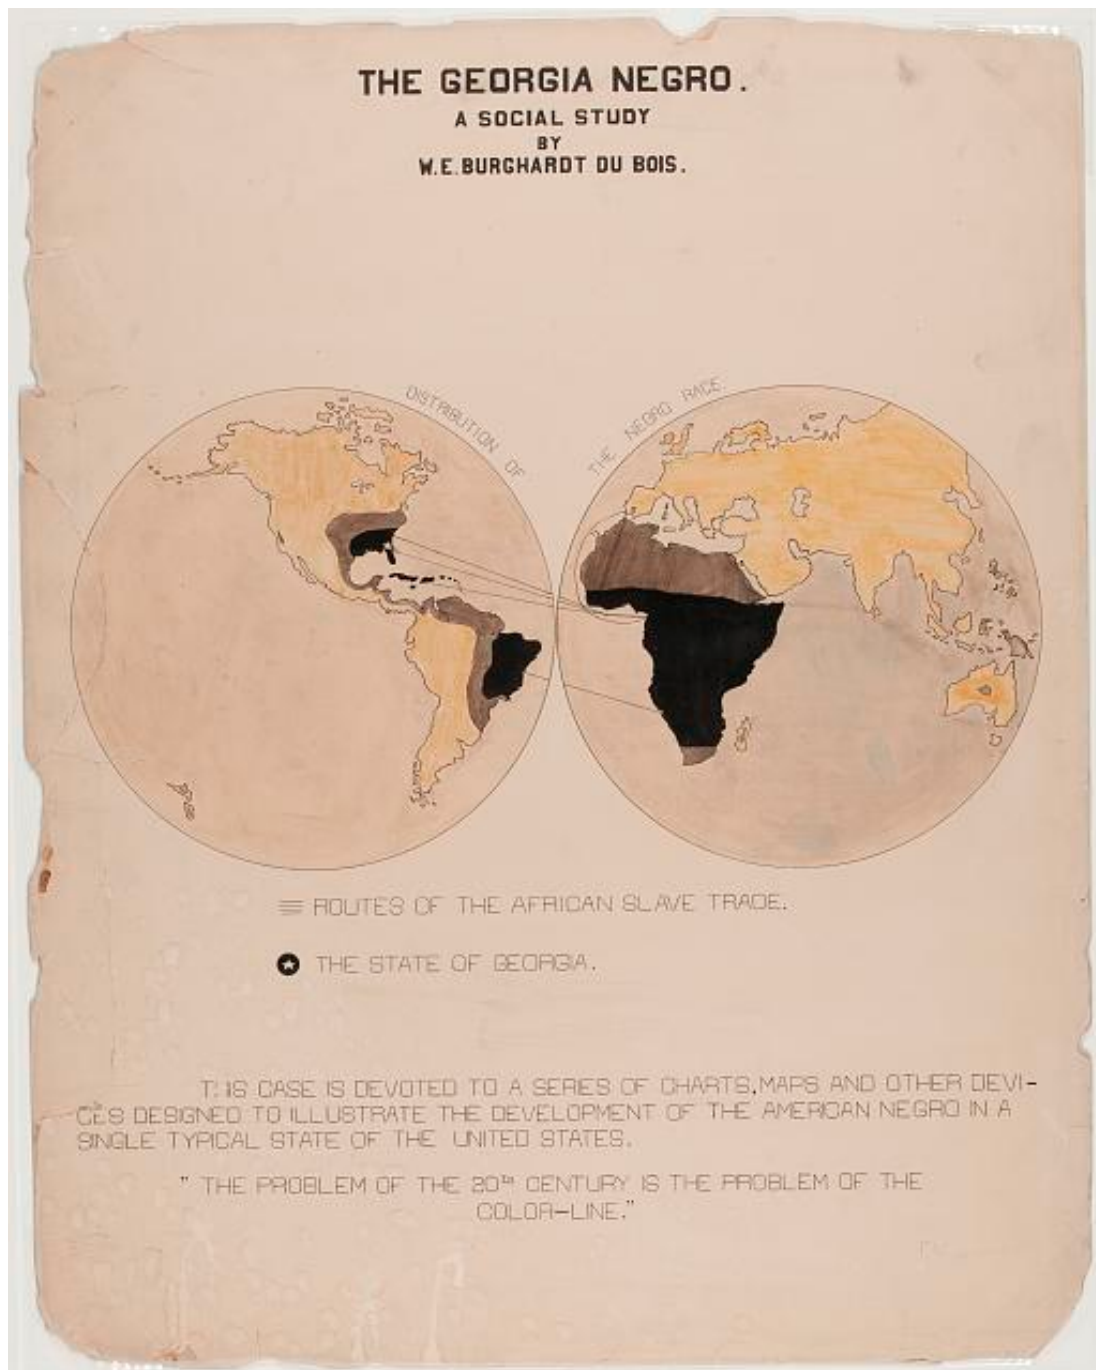 THE GEORGIA NEGRO.
A SOCIAL STUDY
BY
W.E.BURGHARDT DU BOIS.
DISTRIBUTION OF
THE NEGRO RACE
ROUTES OF THE AFRICAN SLAVE TRADE.
THE STATE OF GEORGIA.
THIS CASE IS DEVOTED TO A SERIES OF CHARTS, MAPS AND OTHER DEVI-
CES DESIGNED TO ILLUSTRATE THE DEVELOPMENT OF THE AMERICAN NEGRO IN A
SINGLE TYPICAL STATE OF THE UNITED STATES.
" THE PROBLEM OF THE 20TH CENTURY IS THE PROBLEM OF THE
COLOR-LINE."